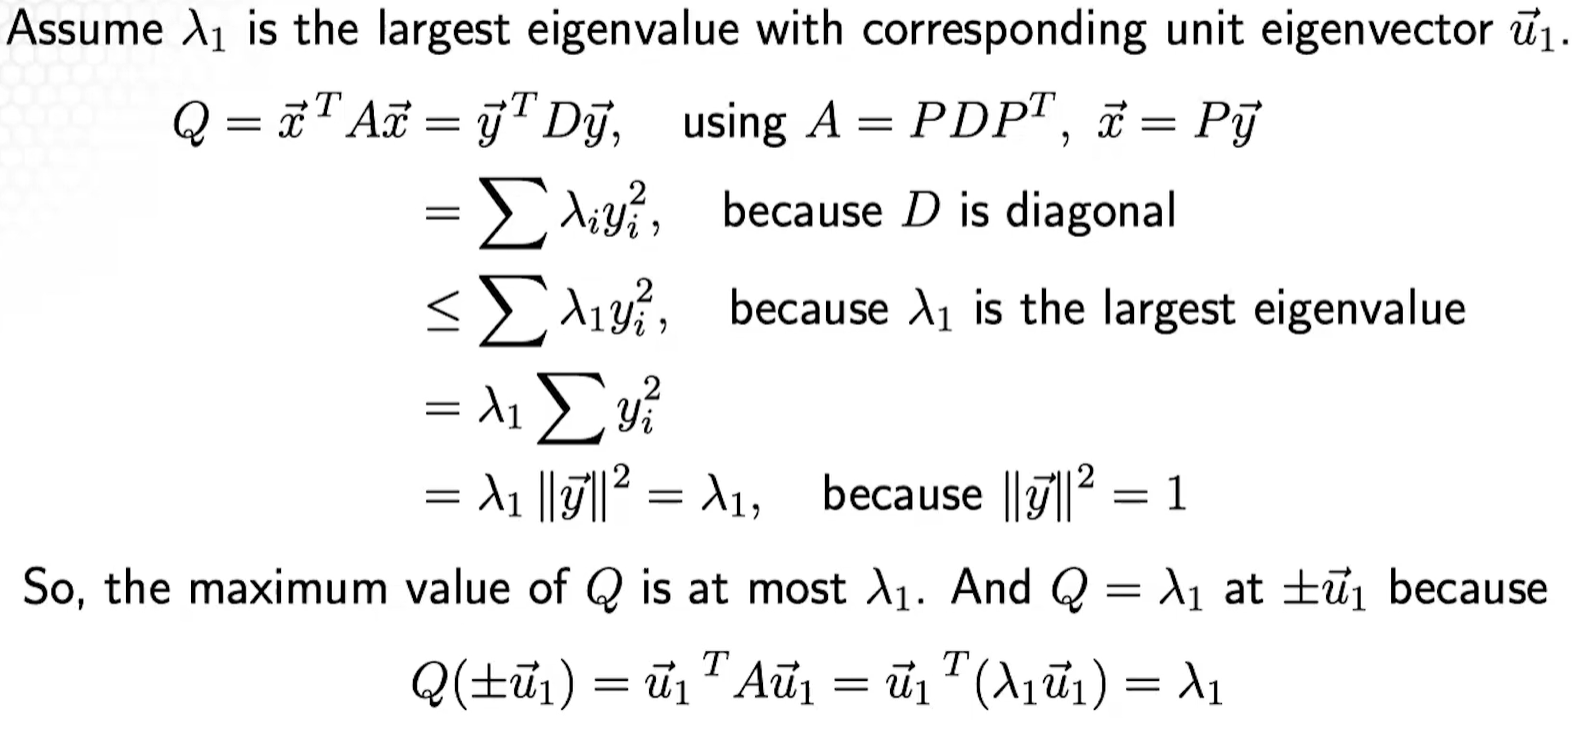 Assume λ₁ is the largest eigenvalue with corresponding unit eigenvector u⃗₁.
Q = x⃗ᵀAx⃗ = y⃗ᵀDy⃗, using A = PDPᵀ, x⃗ = Py⃗
= ∑ λᵢyᵢ², because D is diagonal
≤ ∑ λ₁yᵢ², because λ₁ is the largest eigenvalue
= λ₁ ∑ yᵢ²
= λ₁ ‖y⃗‖² = λ₁, because ‖y⃗‖² = 1
So, the maximum value of Q is at most λ₁. And Q = λ₁ at ±u⃗₁ because
Q(±u⃗₁) = u⃗₁ᵀAu⃗₁ = u⃗₁ᵀ(λ₁u⃗₁) = λ₁